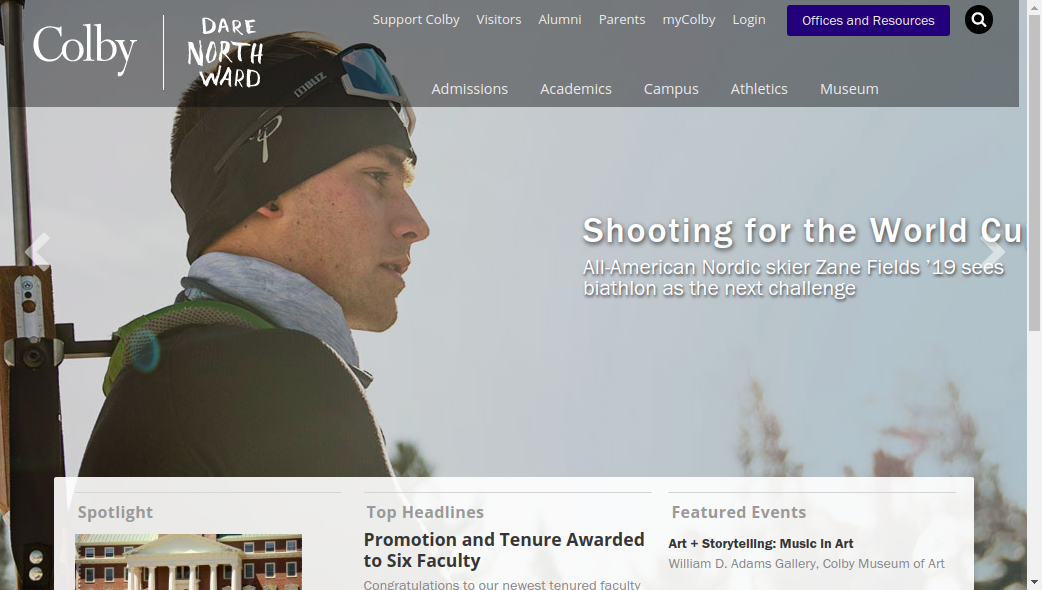 Colby
DARE
NORTH
WARD
Support Colby
Visitors
Alumni
Parents
myColby
Login
Offices and Resources
Admissions
Academics
Campus
Athletics
Museum
BLIZ
Shooting for the World Cu
All-American Nordic skier Zane Fields ’19 sees
biathlon as the next challenge
Spotlight
Top Headlines
Promotion and Tenure Awarded
to Six Faculty
Congratulations to our newest tenured faculty
Featured Events
Art + Storytelling: Music in Art
William D. Adams Gallery, Colby Museum of Art